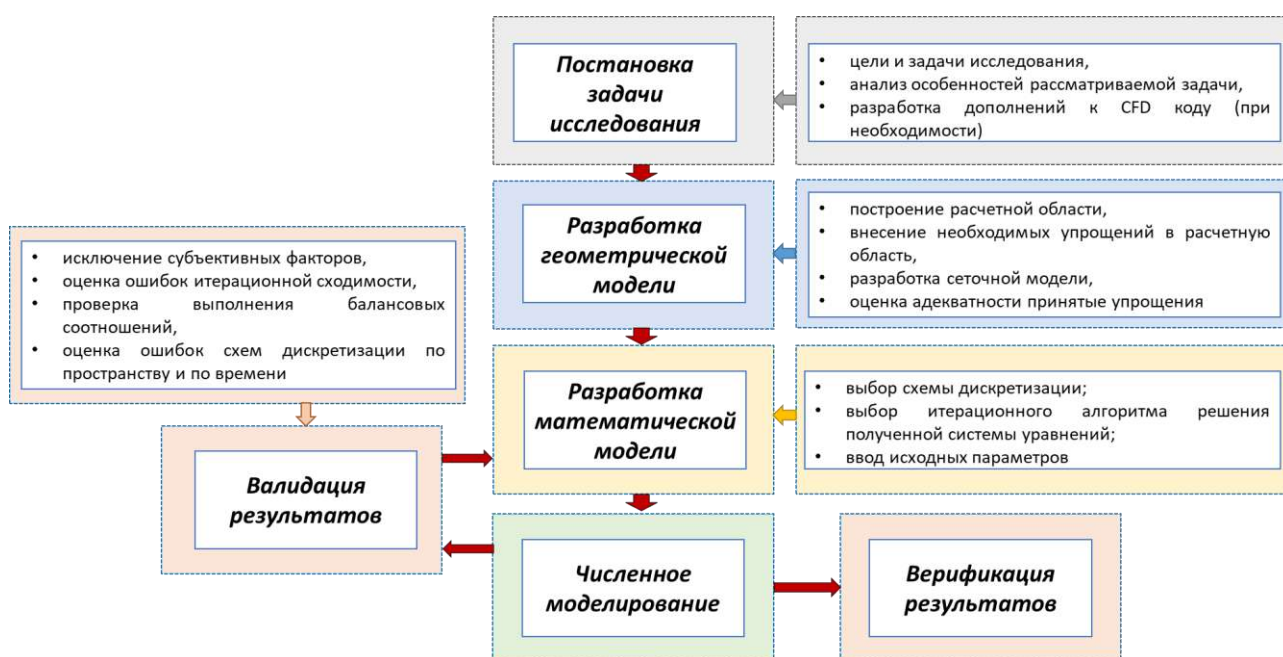 Постановка
задачи
исследования
• цели и задачи исследования,
• анализ особенностей рассматриваемой задачи,
• разработка дополнений к CFD коду (при
необходимости)
Разработка
геометрической
модели
• построение расчетной области,
• внесение необходимых упрощений в расчетную
область,
• разработка сеточной модели,
• оценка адекватности принятые упрощения
• исключение субъективных факторов,
• оценка ошибок итерационной сходимости,
• проверка выполнения балансовых
соотношений,
• оценка ошибок схем дискретизации по
пространству и по времени
Разработка
математической
модели
• выбор схемы дискретизации;
• выбор итерационного алгоритма решения
полученной системы уравнений;
• ввод исходных параметров
Валидация
результатов
Численное
моделирование
Верификация
результатов